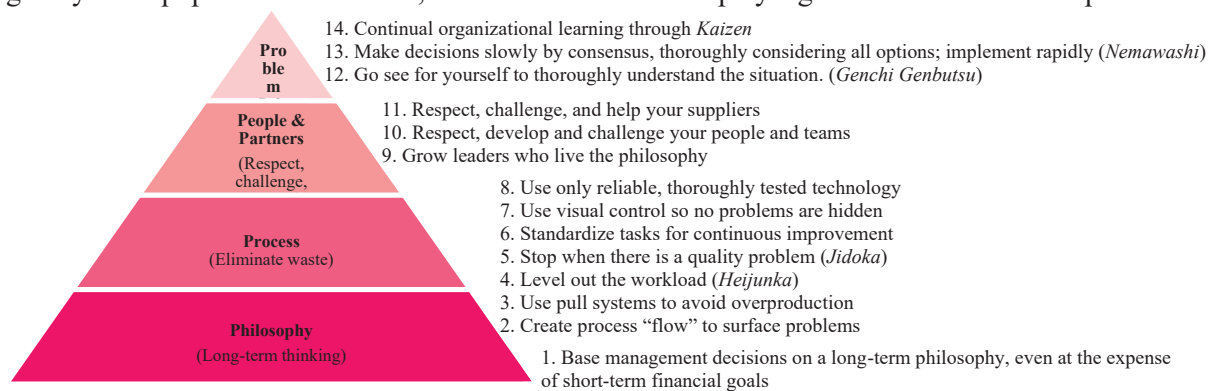 14. Continual organizational learning through Kaizen
13. Make decisions slowly by consensus, thoroughly considering all options; implement rapidly (Nemawashi)
12. Go see for yourself to thoroughly understand the situation. (Genchi Genbutsu)
Pro
ble
m
11. Respect, challenge, and help your suppliers
10. Respect, develop and challenge your people and teams
9. Grow leaders who live the philosophy
People &
Partners
(Respect,
challenge,
8. Use only reliable, thoroughly tested technology
7. Use visual control so no problems are hidden
6. Standardize tasks for continuous improvement
5. Stop when there is a quality problem (Jidoka)
4. Level out the workload (Heijunka)
3. Use pull systems to avoid overproduction
2. Create process “flow” to surface problems
Process
(Eliminate waste)
Philosophy
(Long-term thinking)
1. Base management decisions on a long-term philosophy, even at the expense
of short-term financial goals